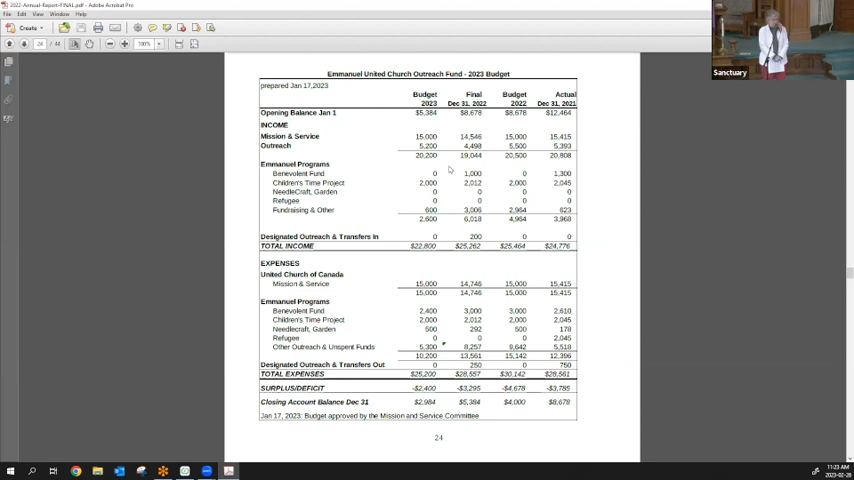 2022-Annual-Report-FINAL.pdf - Adobe Acrobat Pro
File Edit View Window Help
Create
24 / 44 100%
Sanctuary
Emmanuel United Church Outreach Fund - 2023 Budget
prepared Jan 17,2023
Budget Final Budget Actual
2023 Dec 31, 2022 2022 Dec 31, 2021
Opening Balance Jan 1 $5,384 $8,678 $8,678 $12,464
INCOME
Mission & Service 15,000 14,546 15,000 15,415
Outreach 5,200 4,498 5,500 5,393
20,200 19,044 20,500 20,808
Emmanuel Programs
Benevolent Fund 0 1,000 0 1,300
Children's Time Project 2,000 2,012 2,000 2,045
NeedleCraft, Garden 0 0 0 0
Refugee 0 0 0 0
Fundraising & Other 600 3,006 2,964 623
2,600 6,018 4,964 3,968
Designated Outreach & Transfers In 0 200 0 0
TOTAL INCOME $22,800 $25,262 $25,464 $24,776
EXPENSES
United Church of Canada
Mission & Service 15,000 14,746 15,000 15,415
15,000 14,746 15,000 15,415
Emmanuel Programs
Benevolent Fund 2,400 3,000 3,000 2,610
Children's Time Project 2,000 2,012 2,000 2,045
Needlecraft, Garden 500 292 500 178
Refugee 0 0 0 2,045
Other Outreach & Unspent Funds 5,300 8,257 9,642 5,518
10,200 13,561 15,142 12,396
Designated Outreach & Transfers Out 0 250 0 750
TOTAL EXPENSES $25,200 $28,557 $30,142 $28,561
SURPLUS/DEFICIT -$2,400 -$3,295 -$4,678 -$3,785
Closing Account Balance Dec 31 $2,984 $5,384 $4,000 $8,678
Jan 17, 2023: Budget approved by the Mission and Service Committee
24
11:23 AM
2023-02-26